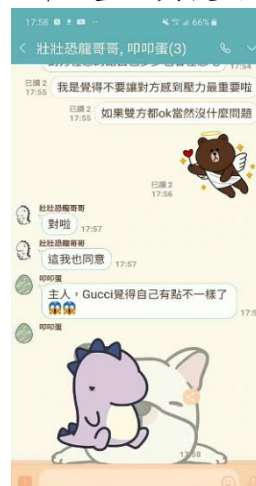 17:58 66%
壯壯恐龍哥哥, 叩叩蛋(3)
17:54
已讀 2
17:55 我是覺得不要讓對方感到壓力最重要啦
已讀 2
17:55 如果雙方都ok當然沒什麼問題
已讀 2
17:56
壯壯恐龍哥哥
對啦 17:57
壯壯恐龍哥哥
這我也同意 17:57
叩叩蛋
主人,Gucci覺得自己有點不一樣了
叩叩蛋
17:58